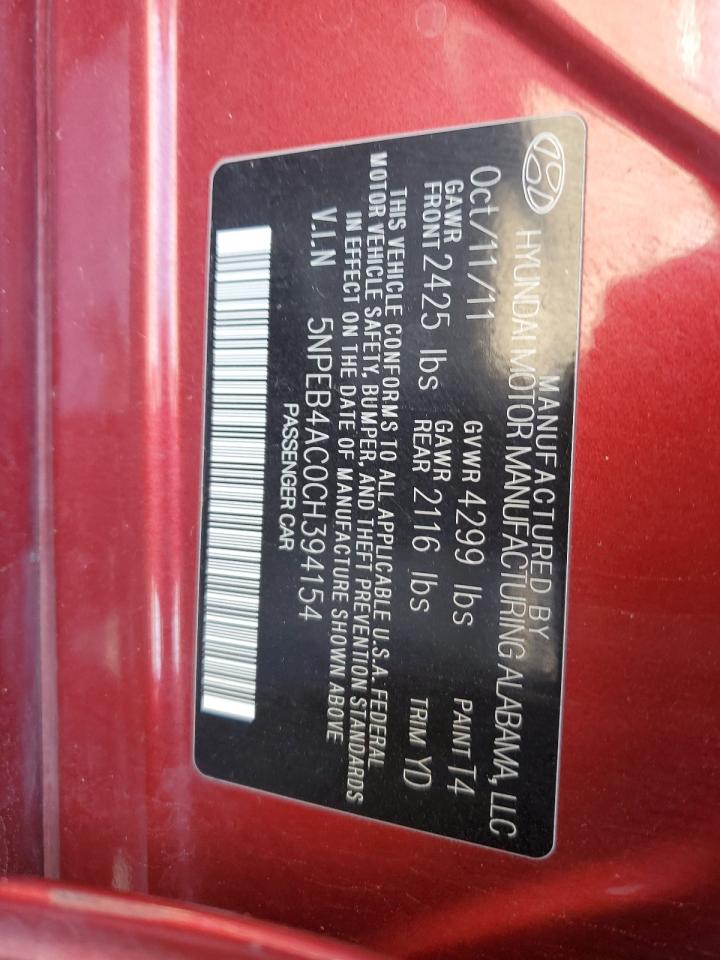 MANUFACTURED BY
HYUNDAI MOTOR MANUFACTURING ALABAMA, LLC
Oct/11/11 GVWR 4299 lbs PAINT T4
GAWR FRONT 2425 lbs GAWR REAR 2116 lbs TRIM YD
THIS VEHICLE CONFORMS TO ALL APPLICABLE U.S.A. FEDERAL
MOTOR VEHICLE SAFETY, BUMPER, AND THEFT PREVENTION STANDARDS
IN EFFECT ON THE DATE OF MANUFACTURE SHOWN ABOVE
V.I.N 5NPEB4AC0CH394154
PASSENGER CAR